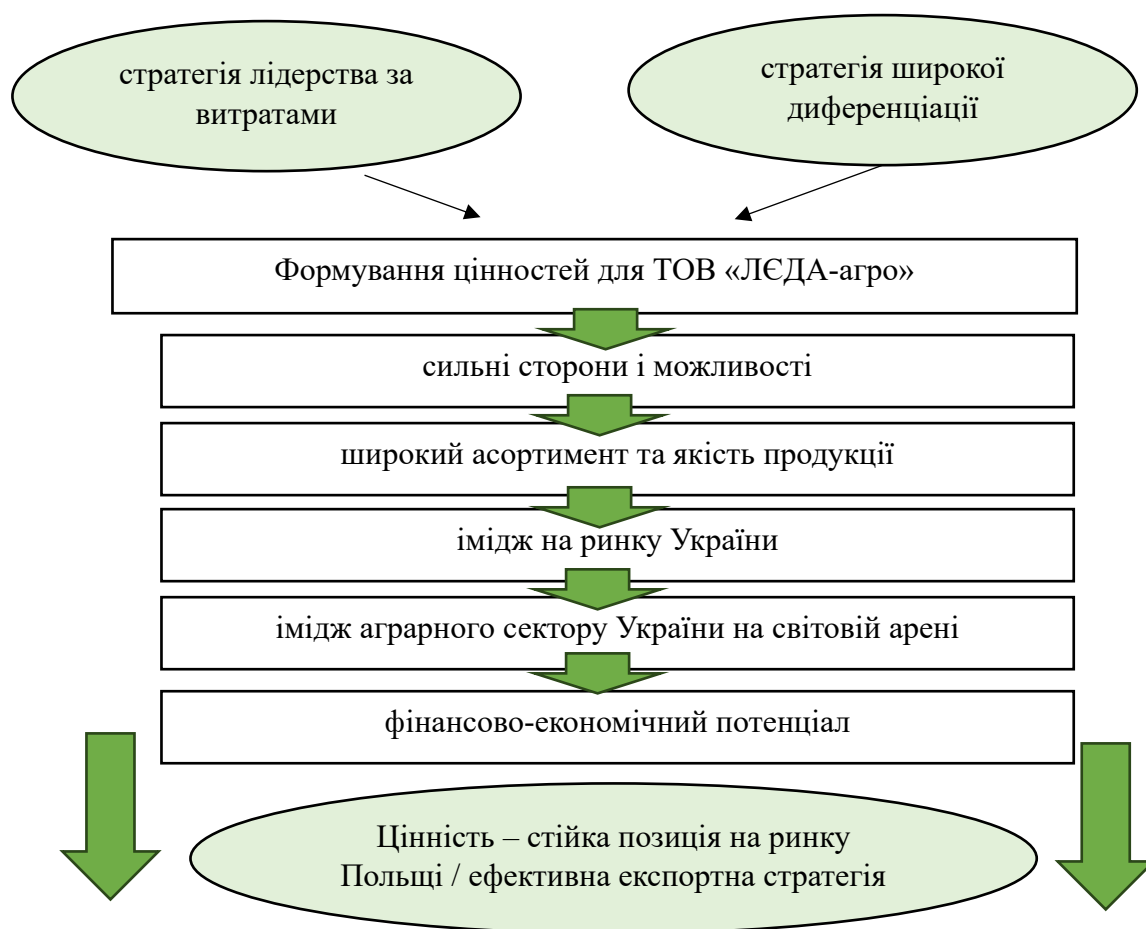 стратегія лідерства за
витратами
стратегія широкої
диференціації
Формування цінностей для ТОВ «ЛЄДА-агро»
сильні сторони і можливості
широкий асортимент та якість продукції
імідж на ринку України
імідж аграрного сектору України на світовій арені
фінансово-економічний потенціал
Цінність – стійка позиція на ринку
Польщі / ефективна експортна стратегія